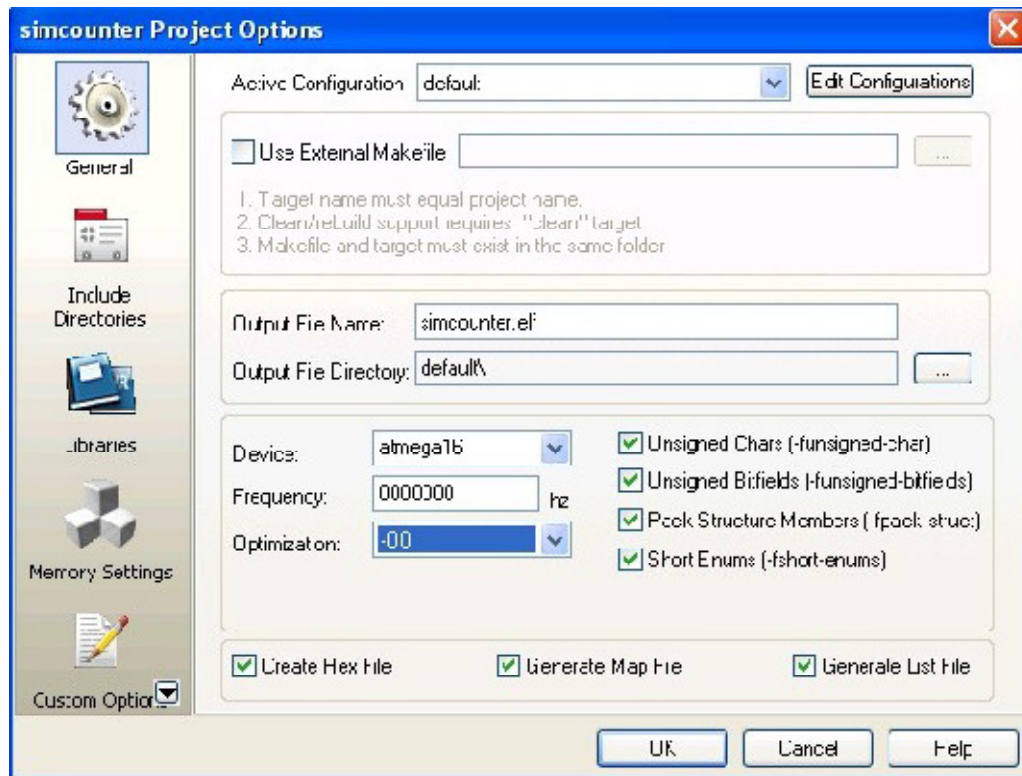 simcounter Project Options
General
Include
Directories
Libraries
Memory Settings
Custom Option
Active Configuration default
Edit Configurations
Use External Makefile
...
1. Target name must equal project name.
2. Clean/rebuild support requires "clean" target
3. Makefile and target must exist in the same folder
Output File Name: simcounter.elf
Output File Directory: default\
...
Device: atmega16
Frequency: hz
Optimization: -O0
Unsigned Chars (-funsigned-char)
Unsigned Bitfields (-funsigned-bitfields)
Pack Structure Members (-fpack-struct)
Short Enums (-fshort-enums)
Create Hex File
Generate Map File
Generate List File
OK
Cancel
Help